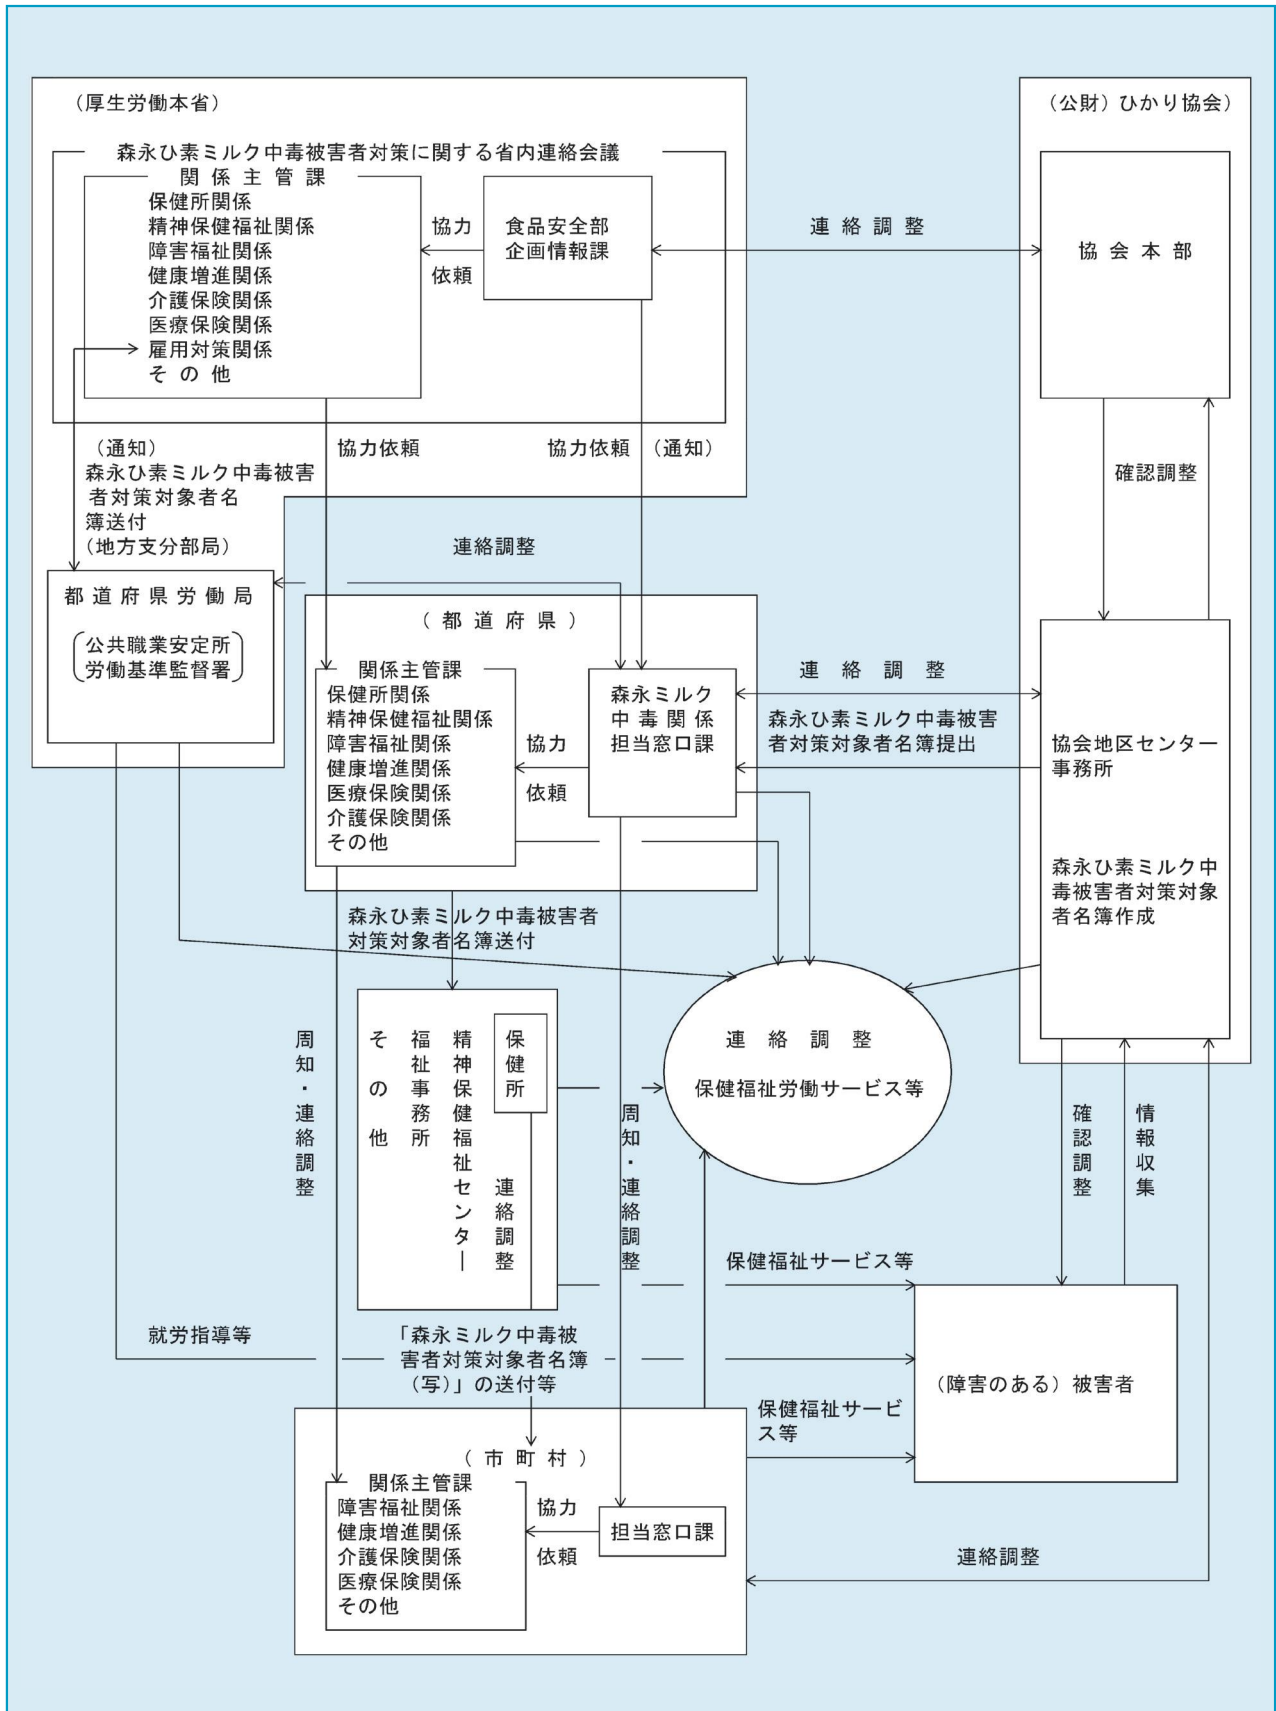 （厚生労働本省）
森永ひ素ミルク中毒被害者対策に関する省内連絡会議
関係主管課
保健所関係
精神保健福祉関係
障害福祉関係
健康増進関係
介護保険関係
医療保険関係
雇用対策関係
その他
協力
依頼
食品安全部
企画情報課
連絡調整
（公財）ひかり協会）
協会本部
確認調整
（通知）
森永ひ素ミルク中毒被害
者対策対象者名
簿送付
（地方支分部局）
協力依頼
協力依頼
（通知）
都道府県労働局
公共職業安定所
労働基準監督署
連絡調整
（都道府県）
関係主管課
保健所関係
精神保健福祉関係
障害福祉関係
健康増進関係
医療保険関係
介護保険関係
その他
協力
依頼
森永ミルク
中毒関係
担当窓口課
連絡調整
森永ひ素ミルク中毒被害
者対策対象者名簿提出
協会地区センター
事務所
森永ひ素ミルク中
毒被害者対策対象
者名簿作成
森永ひ素ミルク中毒被害者
対策対象者名簿送付
周知・連絡調整
保健所
精神保健福祉センター
福祉事務所
その他
連絡調整
周知・連絡調整
連絡調整
保健福祉労働サービス等
確認調整
情報収集
保健福祉サービス等
就労指導等
「森永ミルク中毒被
害者対策対象者名簿
（写）」の送付等
（障害のある）被害者
保健福祉サービ
ス等
（市町村）
関係主管課
障害福祉関係
健康増進関係
介護保険関係
医療保険関係
その他
協力
依頼
担当窓口課
連絡調整